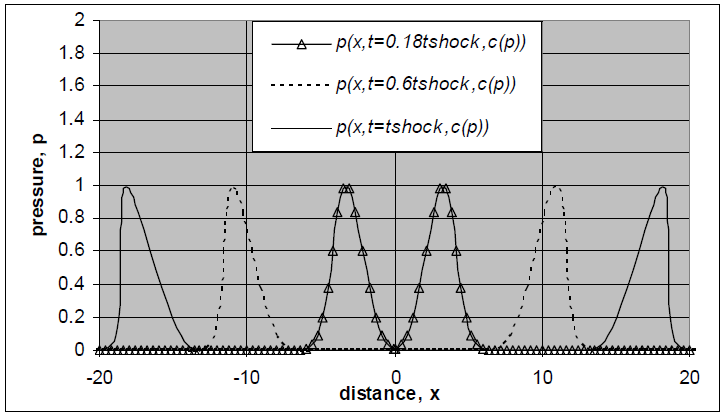 2
1.8
1.6
1.4
1.2
1
0.8
0.6
0.4
0.2
0
pressure, p
p(x,t=0.18tshock,c(p))
p(x,t=0.6tshock,c(p))
p(x,t=tshock,c(p))
-20 -10 0 10 20
distance, x